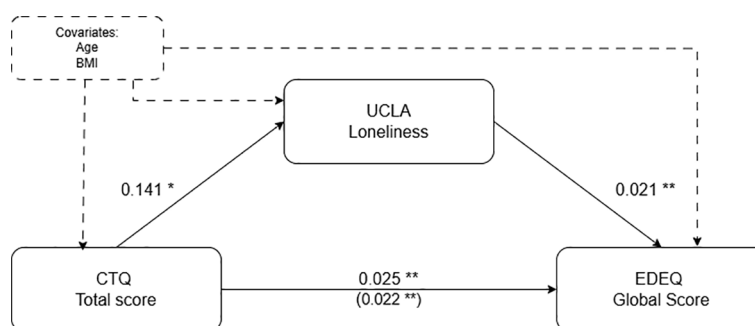 Covariates:
Age
BMI
UCLA
Loneliness
0.141 *
0.021 **
CTQ
Total score
0.025 **
(0.022 **)
EDEQ
Global Score